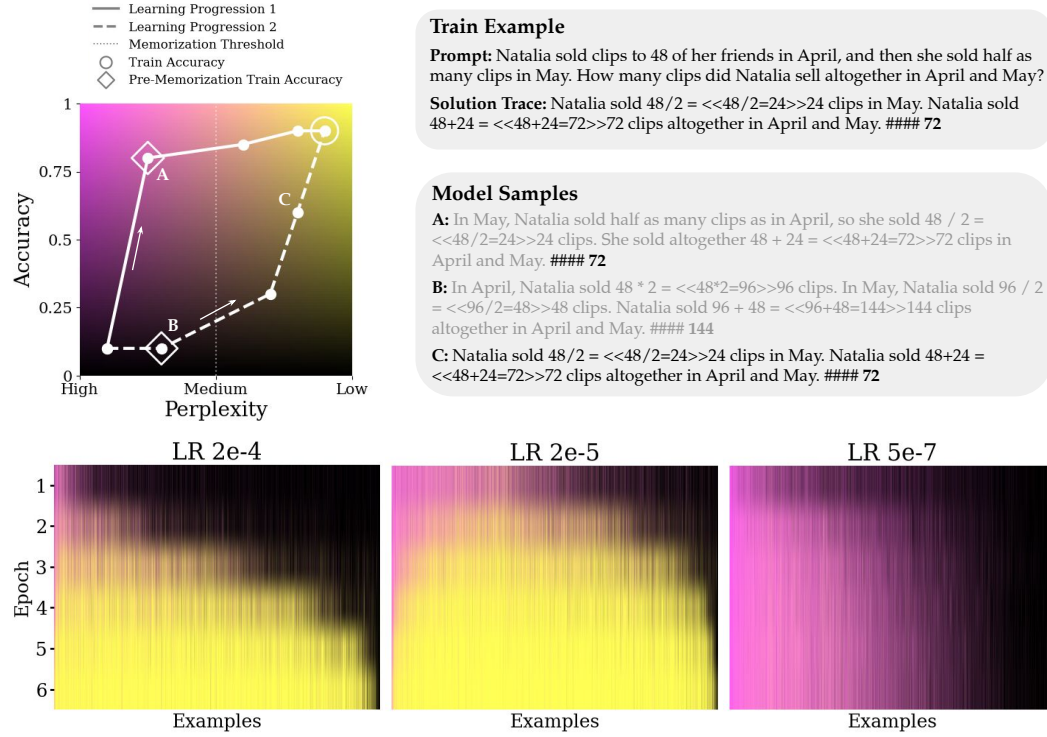 Learning Progression 1
Learning Progression 2
Memorization Threshold
Train Accuracy
Pre-Memorization Train Accuracy
1
0.75
0.5
0.25
0
Accuracy
A
B
C
High
Medium
Low
Perplexity
Train Example
Prompt: Natalia sold clips to 48 of her friends in April, and then she sold half as
many clips in May. How many clips did Natalia sell altogether in April and May?
Solution Trace: Natalia sold 48/2 = <<48/2=24>>24 clips in May. Natalia sold
48+24 = <<48+24=72>>72 clips altogether in April and May. #### 72
Model Samples
A: In May, Natalia sold half as many clips as in April, so she sold 48 / 2 =
<<48/2=24>>24 clips. She sold altogether 48 + 24 = <<48+24=72>>72 clips in
April and May. #### 72
B: In April, Natalia sold 48 * 2 = <<48*2=96>>96 clips. In May, Natalia sold 96 / 2
= <<96/2=48>>48 clips. Natalia sold 96 + 48 = <<96+48=144>>144 clips
altogether in April and May. #### 144
C: Natalia sold 48/2 = <<48/2=24>>24 clips in May. Natalia sold 48+24 =
<<48+24=72>>72 clips altogether in April and May. #### 72
LR 2e-4
LR 2e-5
LR 5e-7
Epoch
1
2
3
4
5
6
Examples
Examples
Examples